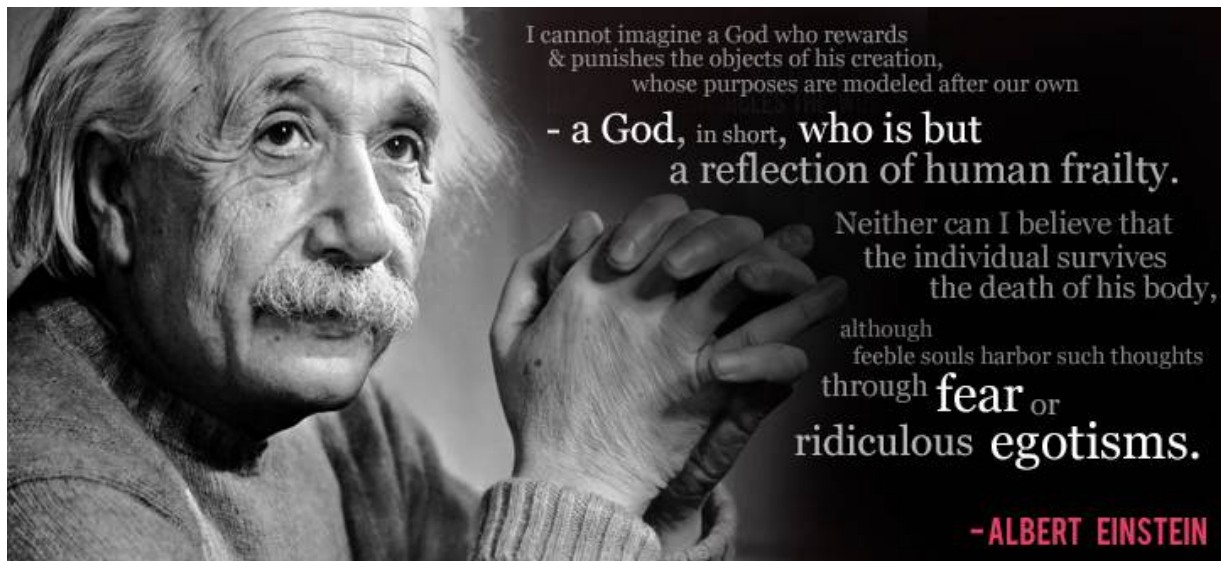 I cannot imagine a God who rewards
& punishes the objects of his creation,
whose purposes are modeled after our own
- a God, in short, who is but
a reflection of human frailty.
Neither can I believe that
the individual survives
the death of his body,
although
feeble souls harbor such thoughts
through fear or
ridiculous egotisms.
-ALBERT EINSTEIN